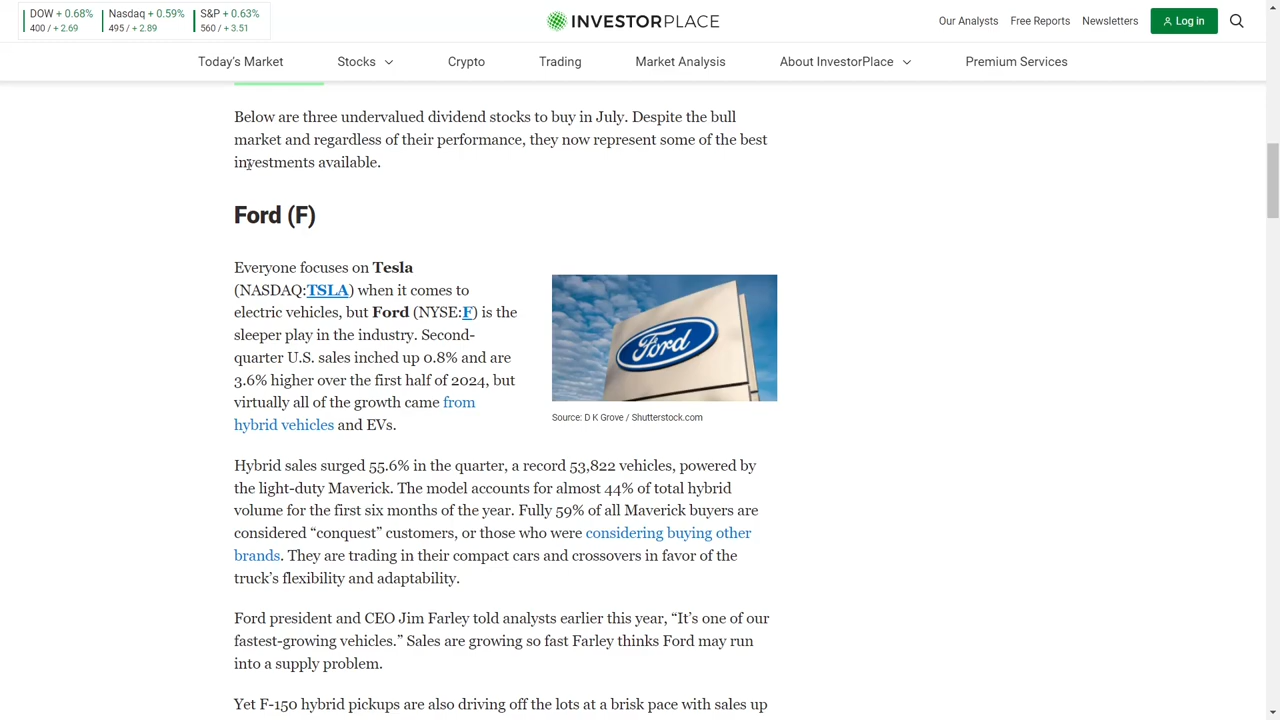 DOW + 0.68%
400 / + 2.69
Nasdaq + 0.59%
495 / + 2.89
S&P + 0.63%
560 / + 3.51
INVESTORPLACE
Our Analysts
Free Reports
Newsletters
Log in
Today's Market
Stocks
Crypto
Trading
Market Analysis
About InvestorPlace
Premium Services
Below are three undervalued dividend stocks to buy in July. Despite the bull
market and regardless of their performance, they now represent some of the best
investments available.
Ford (F)
Everyone focuses on Tesla
(NASDAQ:TSLA) when it comes to
electric vehicles, but Ford (NYSE:F) is the
sleeper play in the industry. Second-
quarter U.S. sales inched up 0.8% and are
3.6% higher over the first half of 2024, but
virtually all of the growth came from
hybrid vehicles and EVs.
Ford
Source: D K Grove / Shutterstock.com
Hybrid sales surged 55.6% in the quarter, a record 53,822 vehicles, powered by
the light-duty Maverick. The model accounts for almost 44% of total hybrid
volume for the first six months of the year. Fully 59% of all Maverick buyers are
considered “conquest” customers, or those who were considering buying other
brands. They are trading in their compact cars and crossovers in favor of the
truck’s flexibility and adaptability.
Ford president and CEO Jim Farley told analysts earlier this year, “It’s one of our
fastest-growing vehicles.” Sales are growing so fast Farley thinks Ford may run
into a supply problem.
Yet F-150 hybrid pickups are also driving off the lots at a brisk pace with sales up